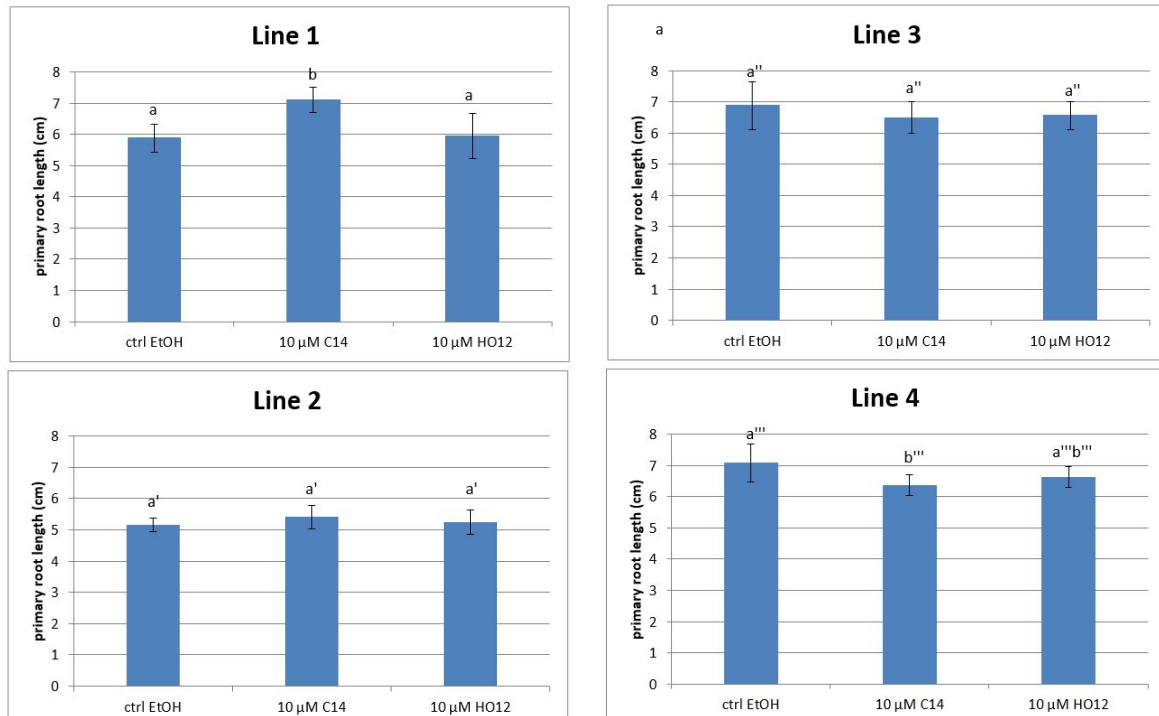 Line 1
primary root length (cm)
8
7
6
5
4
3
2
1
0
a
b
a
ctrl EtOH
10 µM C14
10 µM HO12
a
Line 3
primary root length (cm)
8
7
6
5
4
3
2
1
0
a''
a''
a''
ctrl EtOH
10 µM C14
10 µM HO12
Line 2
primary root length (cm)
8
7
6
5
4
3
2
1
0
a'
a'
a'
ctrl EtOH
10 µM C14
10 µM HO12
Line 4
primary root length (cm)
8
7
6
5
4
3
2
1
0
a'''
b'''
a'''b'''
ctrl EtOH
10 µM C14
10 µM HO12